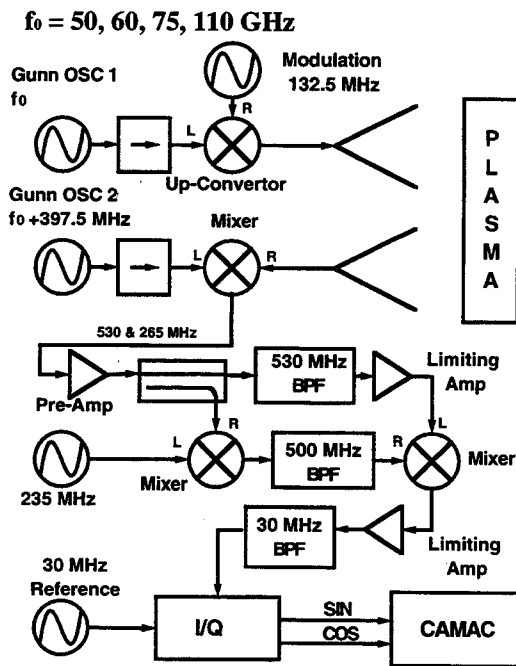 f₀ = 50, 60, 75, 110 GHz
Modulation
132.5 MHz
Gunn OSC 1
f₀
R
L
Up-Convertor
Gunn OSC 2
f₀ +397.5 MHz
Mixer
L
R
PLASMA
530 & 265 MHz
Pre-Amp
530 MHz
BPF
Limiting
Amp
L
R
L
235 MHz
Mixer
500 MHz
BPF
R
Mixer
30 MHz
BPF
Limiting
Amp
30 MHz
Reference
I/Q
SIN
COS
CAMAC